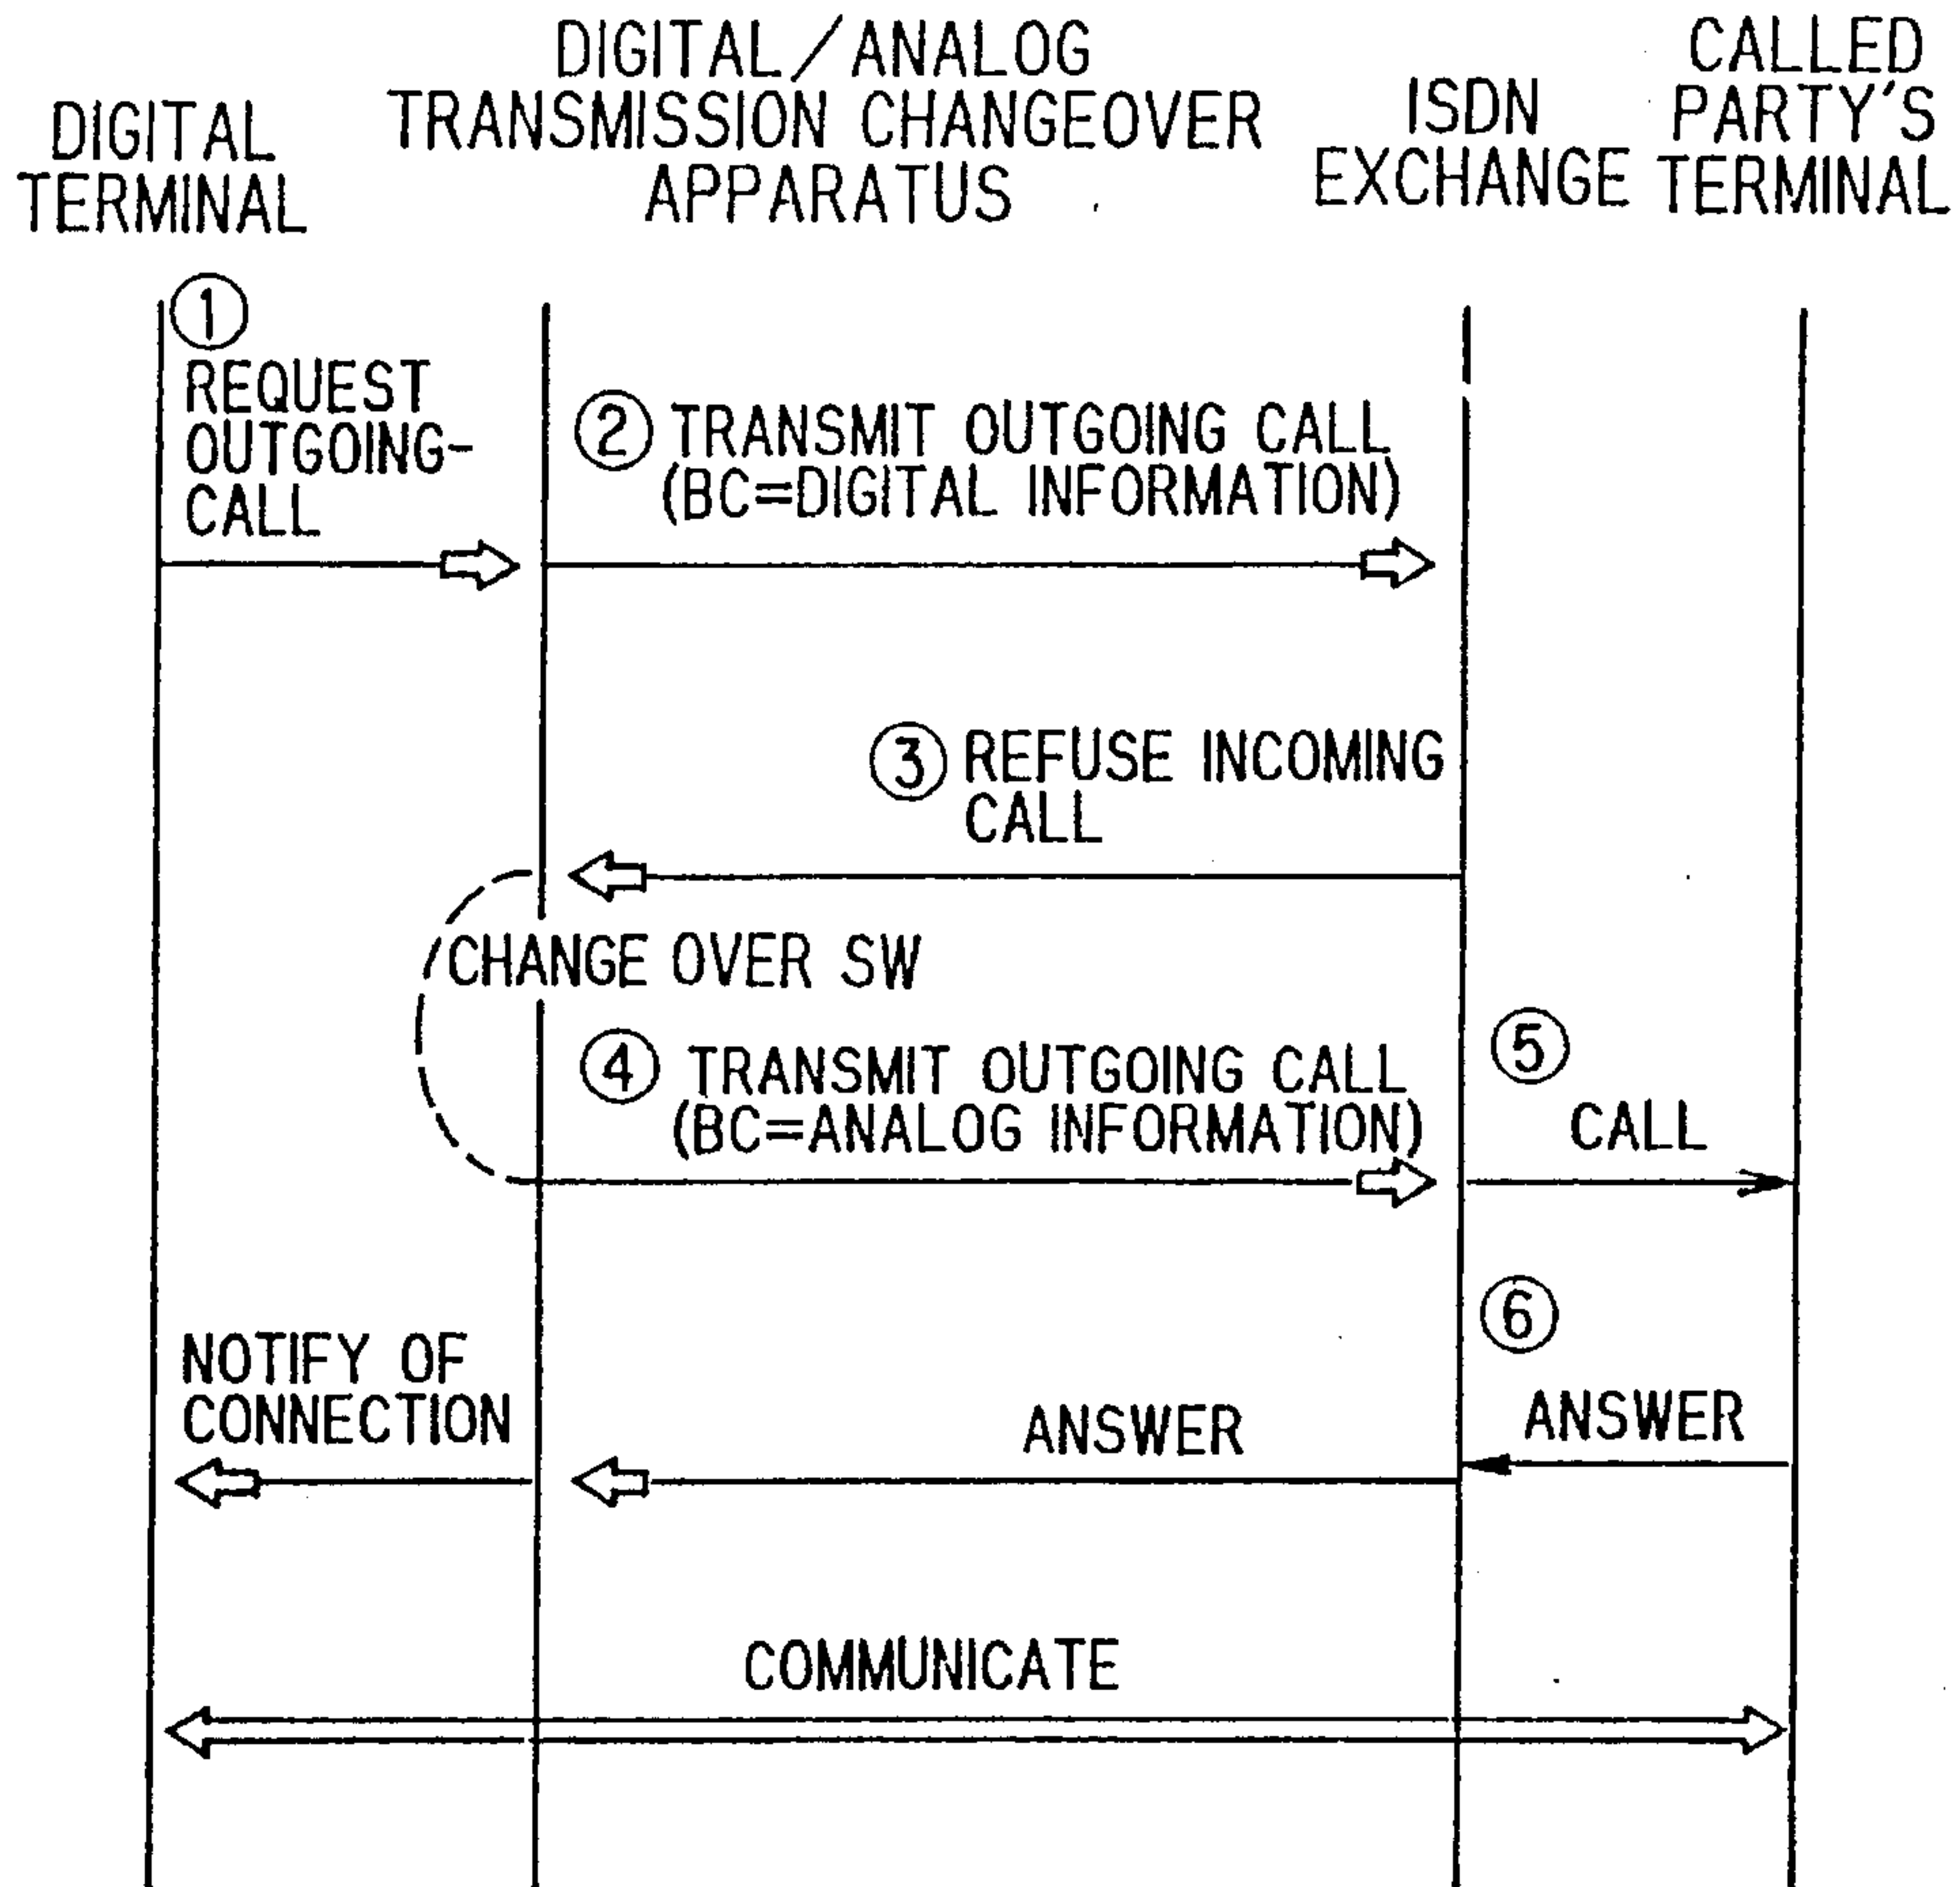 DIGITAL
TERMINAL
DIGITAL/ANALOG
TRANSMISSION CHANGEOVER
APPARATUS
ISDN
EXCHANGE
CALLED
PARTY'S
TERMINAL
①
REQUEST
OUTGOING-
CALL
② TRANSMIT OUTGOING CALL
(BC=DIGITAL INFORMATION)
③ REFUSE INCOMING
CALL
CHANGE OVER SW
④ TRANSMIT OUTGOING CALL
(BC=ANALOG INFORMATION)
⑤
CALL
⑥
NOTIFY OF
CONNECTION
ANSWER
ANSWER
COMMUNICATE